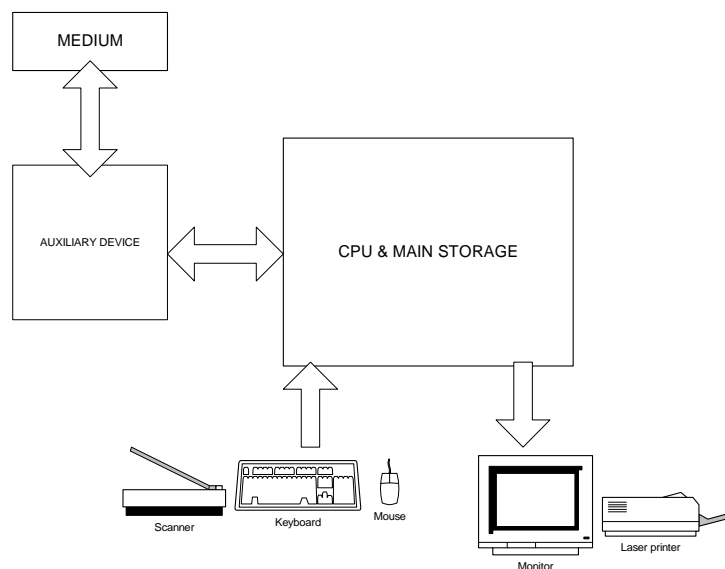 MEDIUM
AUXILIARY DEVICE
CPU & MAIN STORAGE
Scanner
Keyboard
Mouse
Monitor
Laser printer